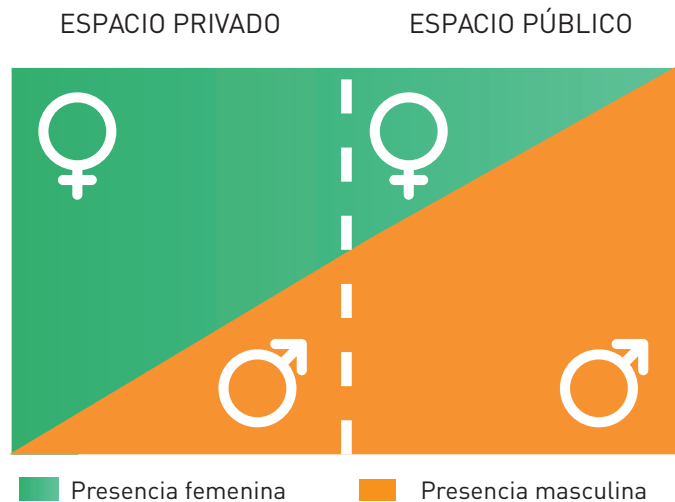 ESPACIO PRIVADO
ESPACIO PÚBLICO
Presencia femenina
Presencia masculina